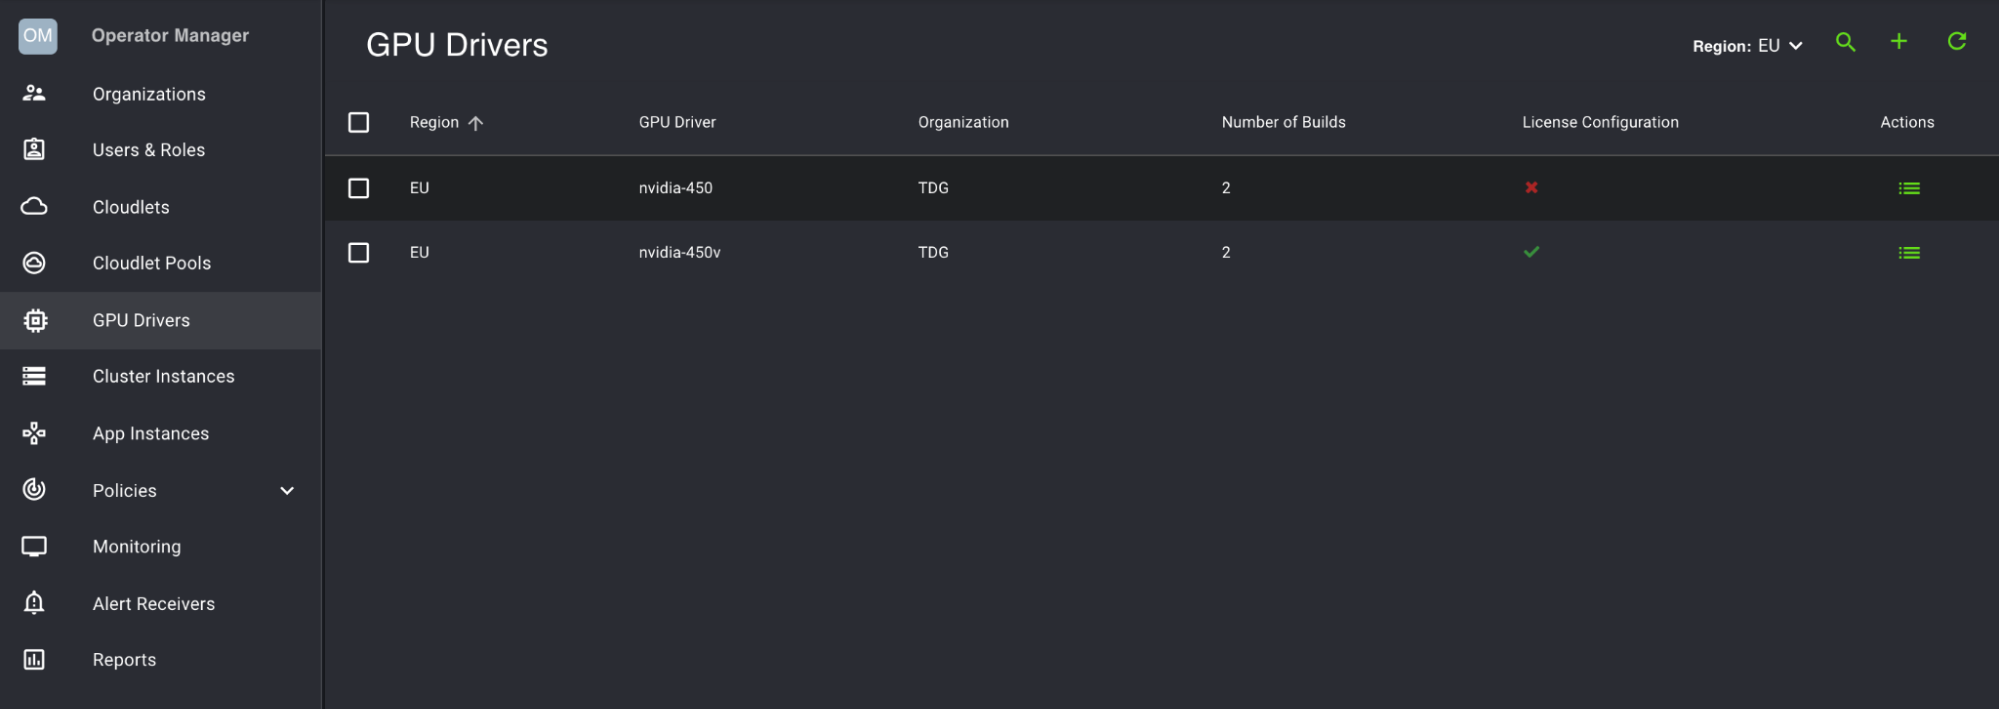 OM Operator Manager
Organizations
Users & Roles
Cloudlets
Cloudlet Pools
GPU Drivers
Cluster Instances
App Instances
Policies
Monitoring
Alert Receivers
Reports
GPU Drivers
Region: EU
Region GPU Driver Organization Number of Builds License Configuration Actions
EU nvidia-450 TDG 2
EU nvidia-450v TDG 2